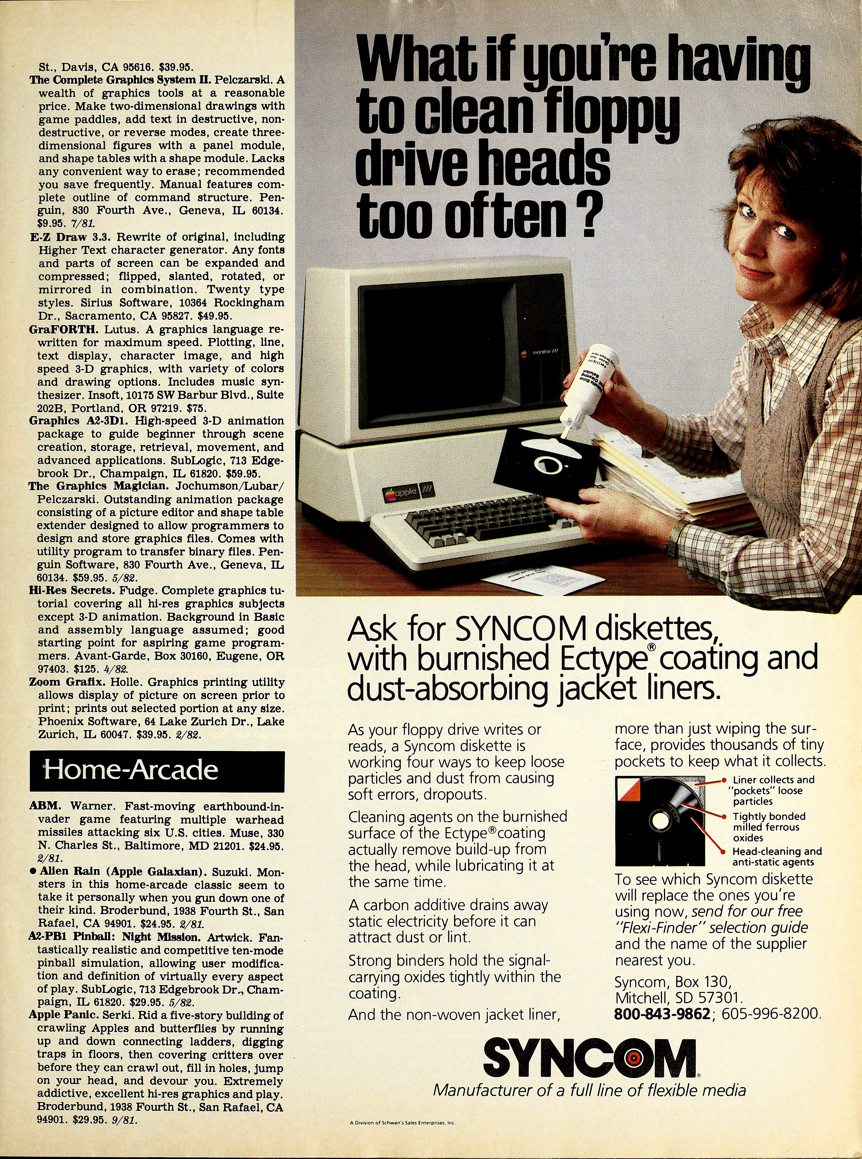 St., Davis, CA 95616. $39.95.
The Complete Graphics System II. Pelczarski. A
wealth of graphics tools at a reasonable
price. Make two-dimensional drawings with
game paddles, add text in destructive, non-
destructive, or reverse modes, create three-
dimensional figures with a panel module,
and shape tables with a shape module. Lacks
any convenient way to erase; recommended
you save frequently. Manual features com-
plete outline of command structure. Pen-
guin, 830 Fourth Ave., Geneva, IL 60134.
$9.95. 7/81.
E-Z Draw 3.3. Rewrite of original, including
Higher Text character generator. Any fonts
and parts of screen can be expanded and
compressed; flipped, slanted, rotated, or
mirrored in combination. Twenty type
styles. Sirius Software, 10364 Rockingham
Dr., Sacramento, CA 95827. $49.95.
GraFORTH. Lutus. A graphics language re-
written for maximum speed. Plotting, line,
text display, character image, and high
speed 3-D graphics, with variety of colors
and drawing options. Includes music syn-
thesizer. Insoft, 10175 SW Barbur Blvd., Suite
202B, Portland, OR 97219. $75.
Graphics A2-3D1. High-speed 3-D animation
package to guide beginner through scene
creation, storage, retrieval, movement, and
advanced applications. SubLogic, 713 Edge-
brook Dr., Champaign, IL 61820. $59.95.
The Graphics Magician. Jochumson/Lubar/
Pelczarski. Outstanding animation package
consisting of a picture editor and shape table
extender designed to allow programmers to
design and store graphics files. Comes with
utility program to transfer binary files. Pen-
guin Software, 830 Fourth Ave., Geneva, IL
60134. $59.95. 5/82.
Hi-Res Secrets. Fudge. Complete graphics tu-
torial covering all hi-res graphics subjects
except 3-D animation. Background in Basic
and assembly language assumed; good
starting point for aspiring game program-
mers. Avant-Garde, Box 30160, Eugene, OR
97403. $125. 4/82.
Zoom Grafix. Holle. Graphics printing utility
allows display of picture on screen prior to
print; prints out selected portion at any size.
Phoenix Software, 64 Lake Zurich Dr., Lake
Zurich, IL 60047. $39.95. 2/82.
Home-Arcade
ABM. Warner. Fast-moving earthbound-in-
vader game featuring multiple warhead
missiles attacking six U.S. cities. Muse, 330
N. Charles St., Baltimore, MD 21201. $24.95.
2/81.
● Alien Rain (Apple Galaxian). Suzuki. Mon-
sters in this home-arcade classic seem to
take it personally when you gun down one of
their kind. Broderbund, 1938 Fourth St., San
Rafael, CA 94901. $24.95. 2/81.
A2-PB1 Pinball: Night Mission. Artwick. Fan-
tastically realistic and competitive ten-mode
pinball simulation, allowing user modifica-
tion and definition of virtually every aspect
of play. SubLogic, 713 Edgebrook Dr., Cham-
paign, IL 61820. $29.95. 5/82.
Apple Panic. Serki. Rid a five-story building of
crawling Apples and butterflies by running
up and down connecting ladders, digging
traps in floors, then covering critters over
before they can crawl out, fill in holes, jump
on your head, and devour you. Extremely
addictive, excellent hi-res graphics and play.
Broderbund, 1938 Fourth St., San Rafael, CA
94901. $29.95. 9/81.
What if you're having
to clean floppy
drive heads
too often?
monitor ///
apple ///
Ask for SYNCOM diskettes,
with burnished Ectype® coating and
dust-absorbing jacket liners.
As your floppy drive writes or
reads, a Syncom diskette is
working four ways to keep loose
particles and dust from causing
soft errors, dropouts.
Cleaning agents on the burnished
surface of the Ectype® coating
actually remove build-up from
the head, while lubricating it at
the same time.
A carbon additive drains away
static electricity before it can
attract dust or lint.
Strong binders hold the signal-
carrying oxides tightly within the
coating.
And the non-woven jacket liner,
more than just wiping the sur-
face, provides thousands of tiny
pockets to keep what it collects.
Liner collects and
"pockets" loose
particles
Tightly bonded
milled ferrous
oxides
Head-cleaning and
anti-static agents
To see which Syncom diskette
will replace the ones you're
using now, send for our free
"Flexi-Finder" selection guide
and the name of the supplier
nearest you.
Syncom, Box 130,
Mitchell, SD 57301.
800-843-9862; 605-996-8200.
SYNCOM®
Manufacturer of a full line of flexible media
A Division of Schwan's Sales Enterprises, Inc.